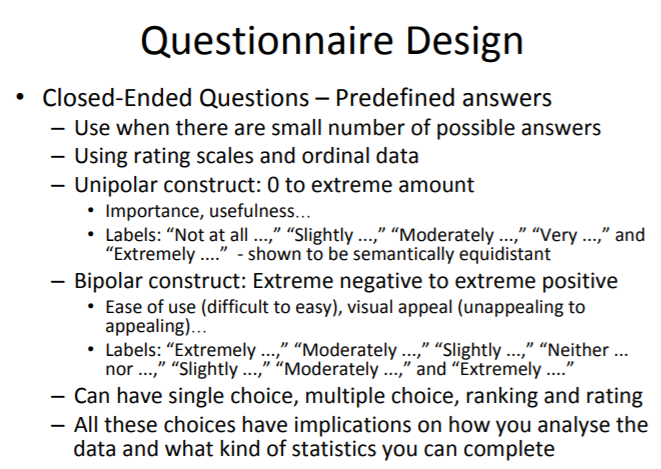 Questionnaire Design
• Closed-Ended Questions – Predefined answers
– Use when there are small number of possible answers
– Using rating scales and ordinal data
– Unipolar construct: 0 to extreme amount
• Importance, usefulness…
• Labels: “Not at all ...,” “Slightly ...,” “Moderately ...,” “Very ...,” and
“Extremely ....” - shown to be semantically equidistant
– Bipolar construct: Extreme negative to extreme positive
• Ease of use (difficult to easy), visual appeal (unappealing to
appealing)…
• Labels: “Extremely ...,” “Moderately ...,” “Slightly ...,” “Neither ...
nor ...,” “Slightly ...,” “Moderately ...,” and “Extremely ....”
– Can have single choice, multiple choice, ranking and rating
– All these choices have implications on how you analyse the
data and what kind of statistics you can complete